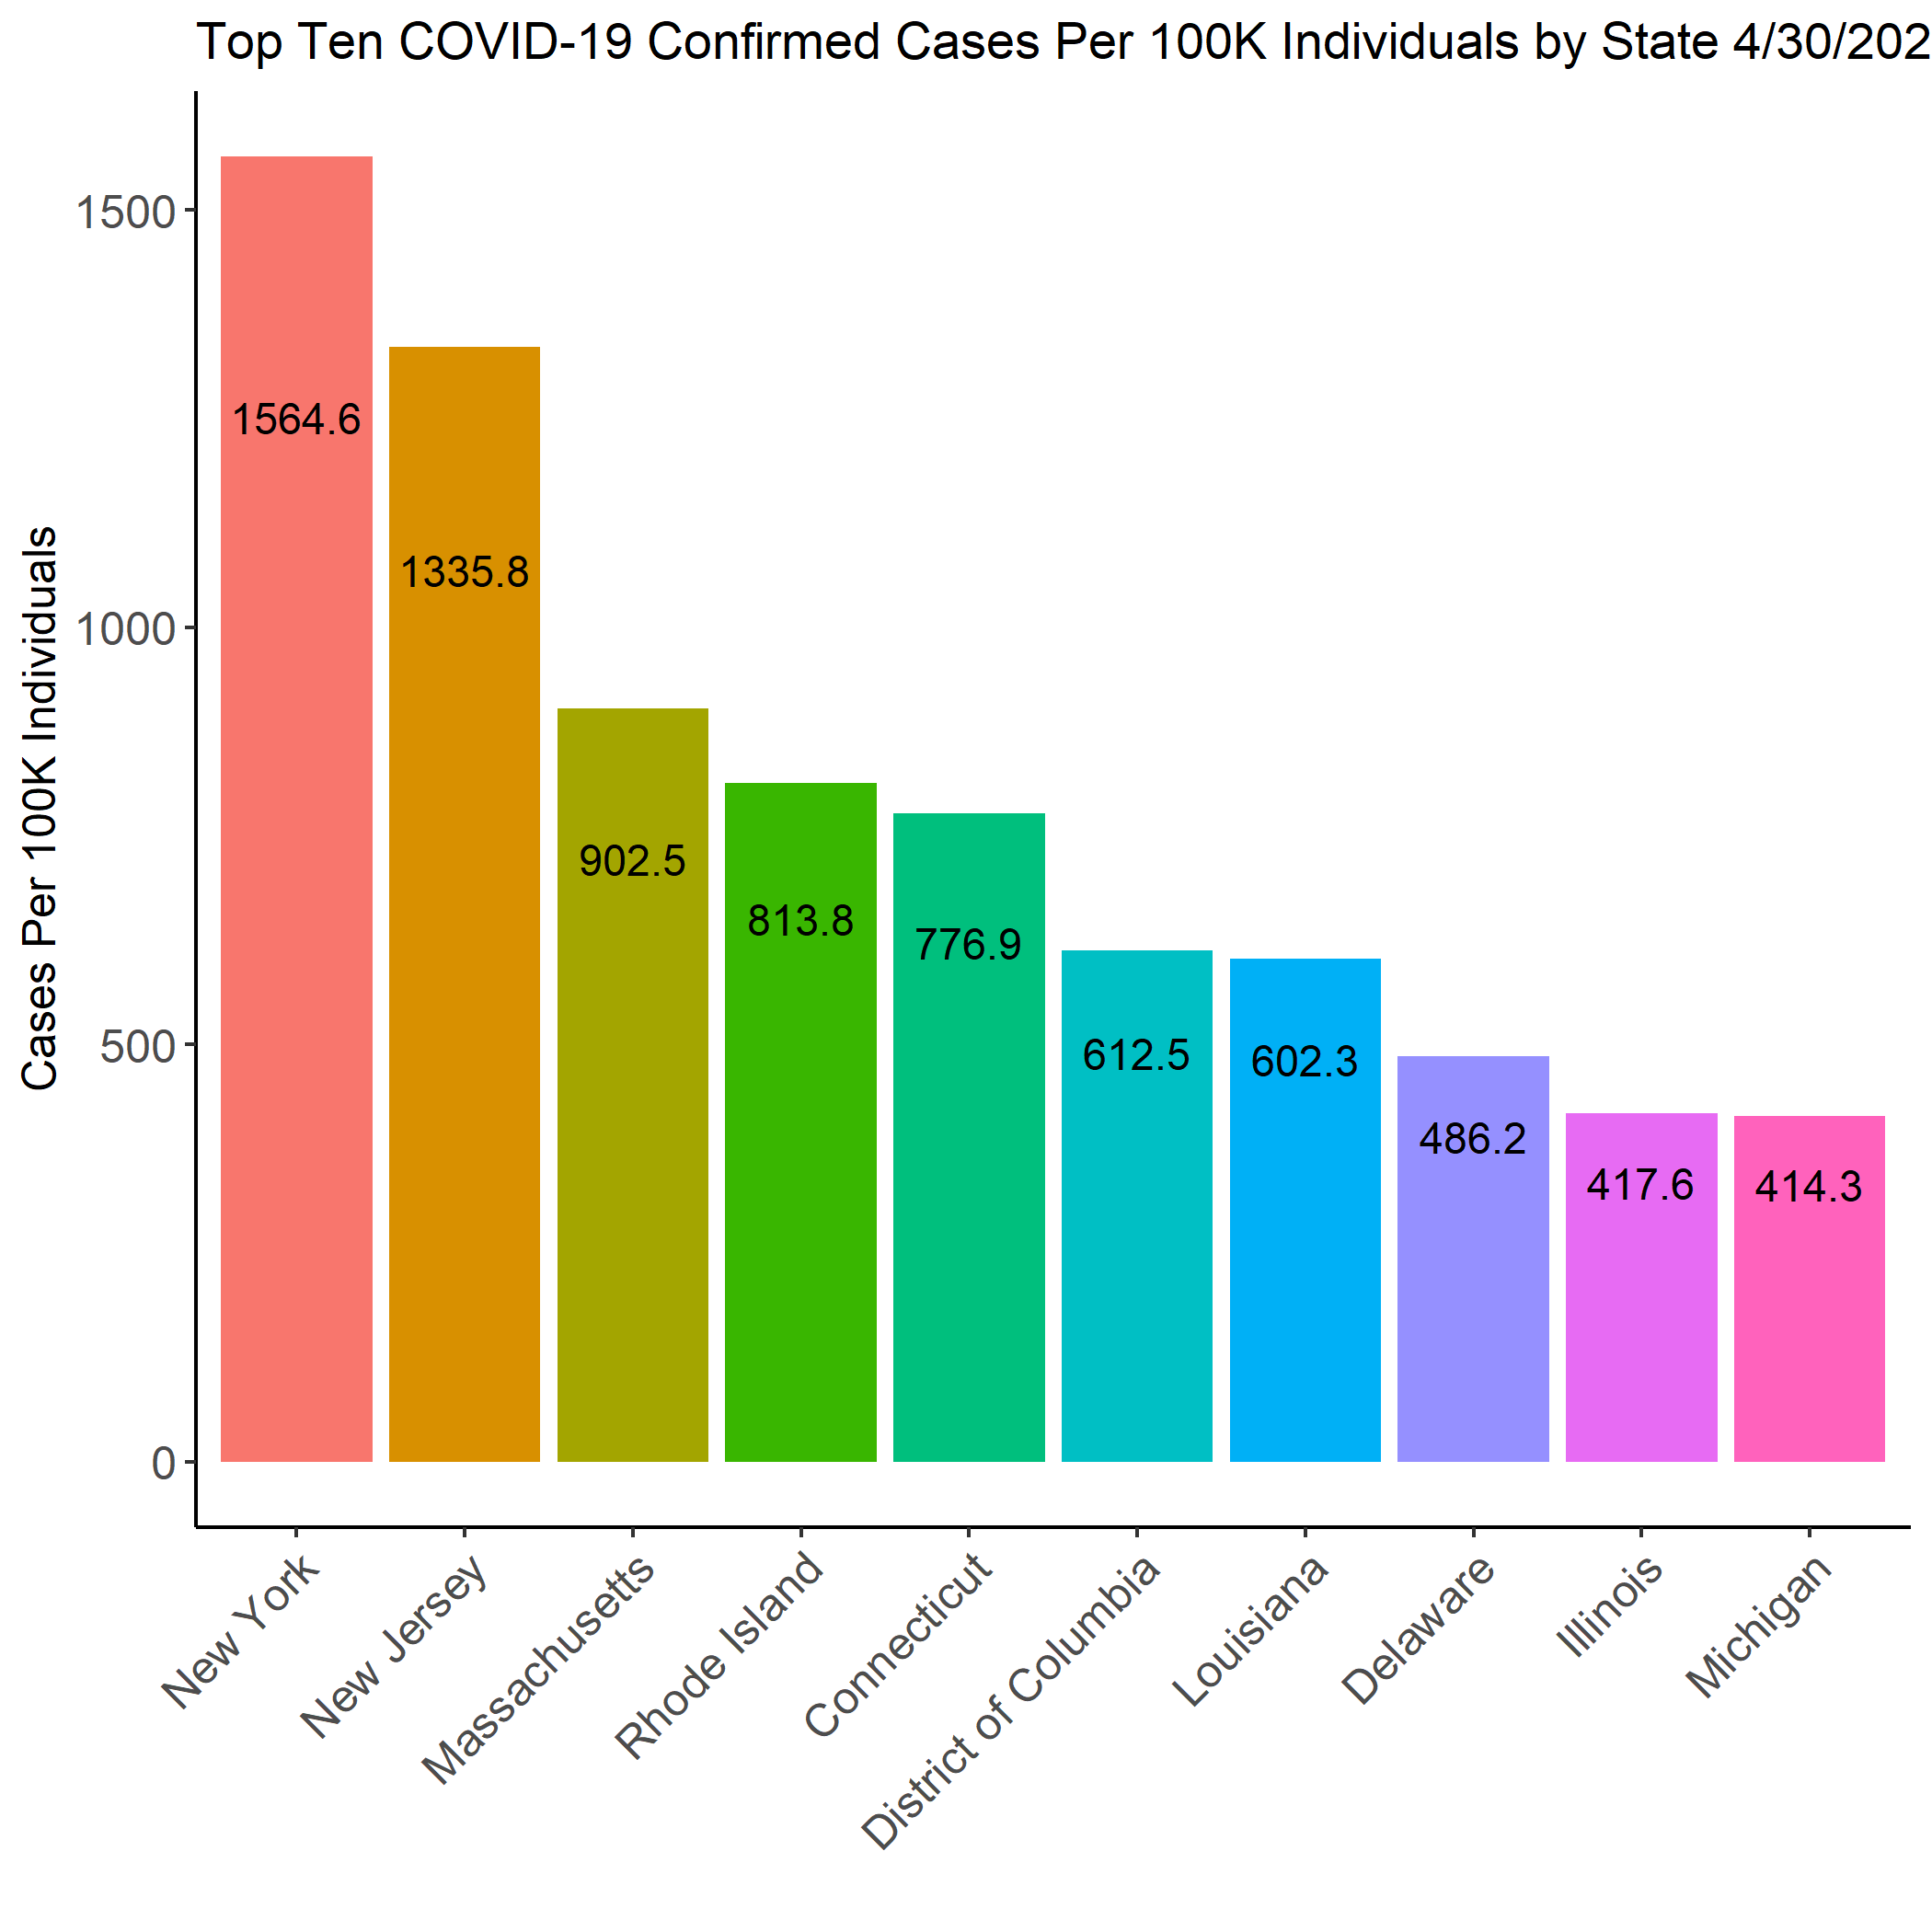 Top Ten COVID-19 Confirmed Cases Per 100K Individuals by State 4/30/202
Cases Per 100K Individuals
1500
1000
500
0
1564.6
1335.8
902.5
813.8
776.9
612.5
602.3
486.2
417.6
414.3
New York
New Jersey
Massachusetts
Rhode Island
Connecticut
District of Columbia
Louisiana
Delaware
Illinois
Michigan